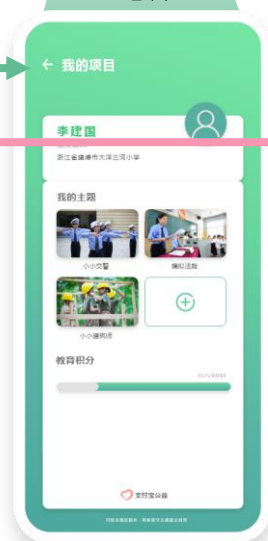 我的项目
李建国
浙江省建德市大洋三河小学
我的主题
小小交警
模拟法庭
小小建筑师
教育积分
支付宝公益